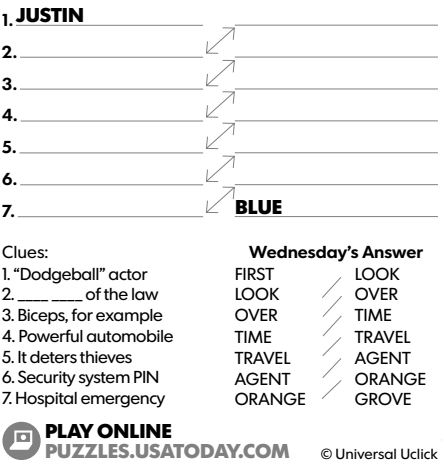 1. JUSTIN
2.
3.
4.
5.
6.
7. BLUE
Clues:
1. "Dodgeball" actor
2. ____ ____ of the law
3. Biceps, for example
4. Powerful automobile
5. It deters thieves
6. Security system PIN
7. Hospital emergency
Wednesday's Answer
FIRST LOOK
LOOK OVER
OVER TIME
TIME TRAVEL
TRAVEL AGENT
AGENT ORANGE
ORANGE GROVE
PLAY ONLINE
PUZZLES.USATODAY.COM
© Universal Uclick